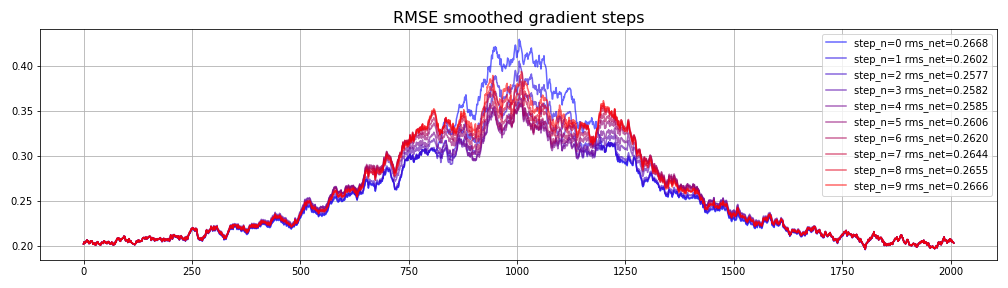 RMSE smoothed gradient steps
0.40
0.35
0.30
0.25
0.20
0
250
500
750
1000
1250
1500
1750
2000
step_n=0 rms_net=0.2668
step_n=1 rms_net=0.2602
step_n=2 rms_net=0.2577
step_n=3 rms_net=0.2582
step_n=4 rms_net=0.2585
step_n=5 rms_net=0.2606
step_n=6 rms_net=0.2620
step_n=7 rms_net=0.2644
step_n=8 rms_net=0.2655
step_n=9 rms_net=0.2666